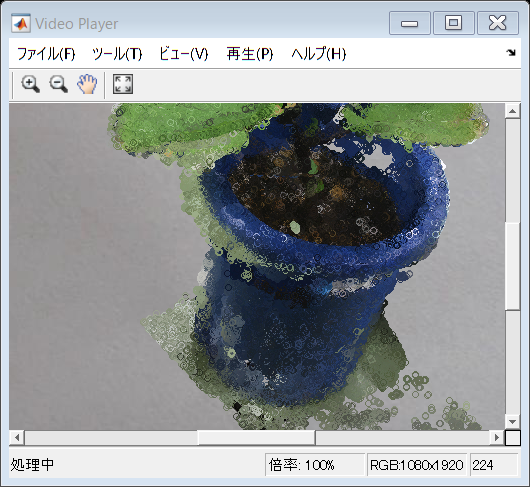 Video Player
ファイル(F) ツール(T) ビュー(V) 再生(P) ヘルプ(H)
処理中 倍率: 100% RGB:1080x1920 224